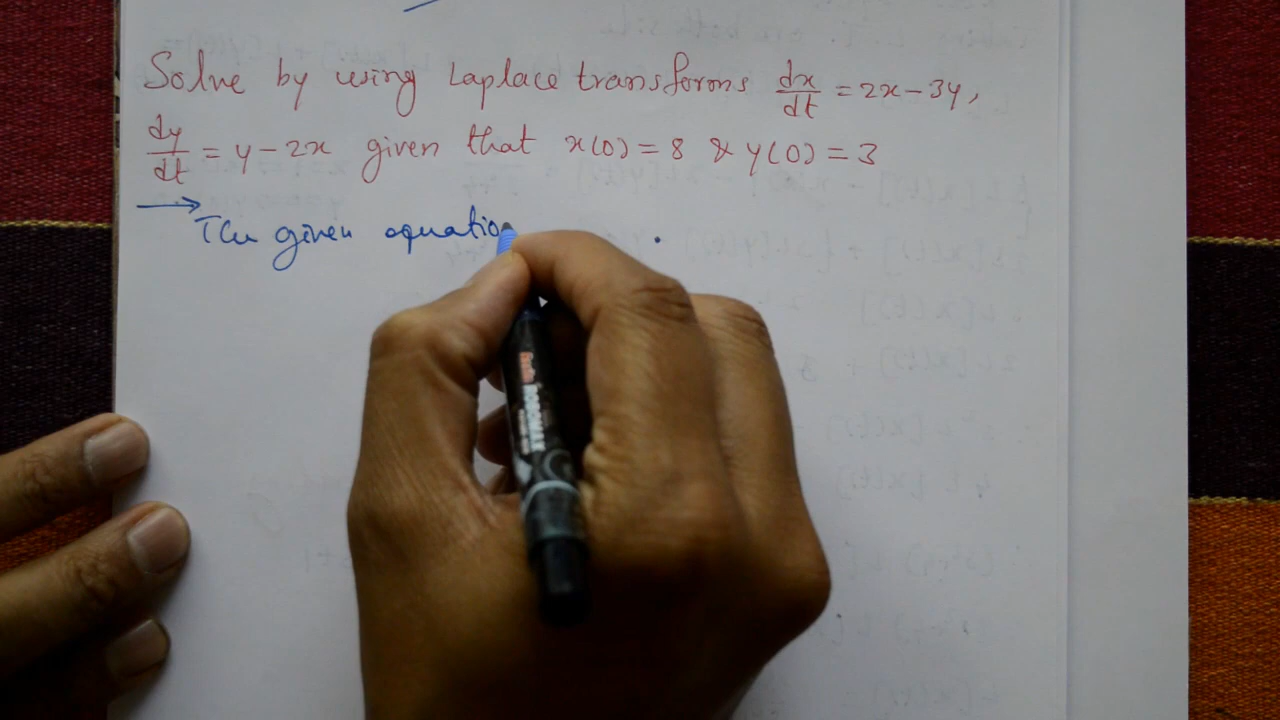 Solve by using Laplace transforms dx/dt = 2x - 3y,
dy/dt = y - 2x given that x(0) = 8 & y(0) = 3
→ The given equatio